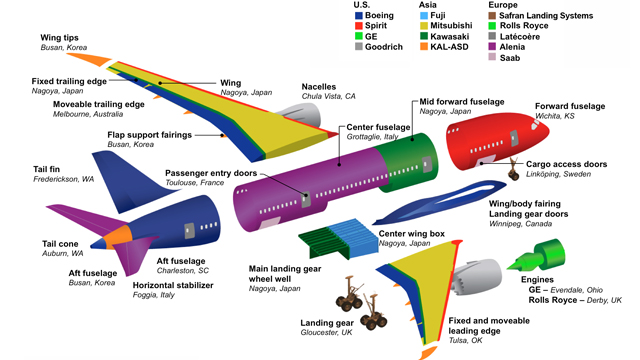 U.S.
Boeing
Spirit
GE
Goodrich
Asia
Fuji
Mitsubishi
Kawasaki
KAL-ASD
Europe
Safran Landing Systems
Rolls Royce
Latécoère
Alenia
Saab
Wing tips
Busan, Korea
Fixed trailing edge
Nagoya, Japan
Moveable trailing edge
Melbourne, Australia
Wing
Nagoya, Japan
Nacelles
Chula Vista, CA
Flap support fairings
Busan, Korea
Mid forward fuselage
Nagoya, Japan
Forward fuselage
Wichita, KS
Center fuselage
Grottaglie, Italy
Cargo access doors
Linköping, Sweden
Tail fin
Frederickson, WA
Passenger entry doors
Toulouse, France
Wing/body fairing
Landing gear doors
Winnipeg, Canada
Tail cone
Auburn, WA
Aft fuselage
Busan, Korea
Aft fuselage
Charleston, SC
Horizontal stabilizer
Foggia, Italy
Main landing gear
wheel well
Nagoya, Japan
Center wing box
Nagoya, Japan
Landing gear
Gloucester, UK
Engines
GE – Evendale, Ohio
Rolls Royce – Derby, UK
Fixed and moveable
leading edge
Tulsa, OK